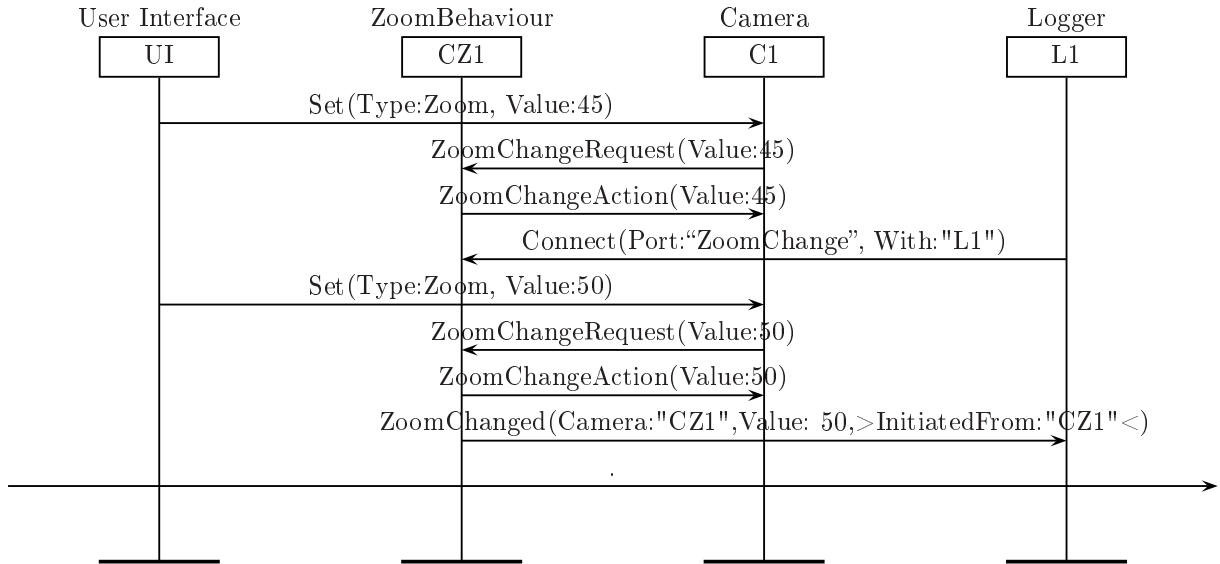 User Interface ZoomBehaviour Camera Logger
UI CZ1 C1 L1
Set(Type:Zoom, Value:45)
ZoomChangeRequest(Value:45)
ZoomChangeAction(Value:45)
Connect(Port:“ZoomChange”, With:"L1")
Set(Type:Zoom, Value:50)
ZoomChangeRequest(Value:50)
ZoomChangeAction(Value:50)
ZoomChanged(Camera:"CZ1",Value: 50,>InitiatedFrom:"CZ1"<)
.